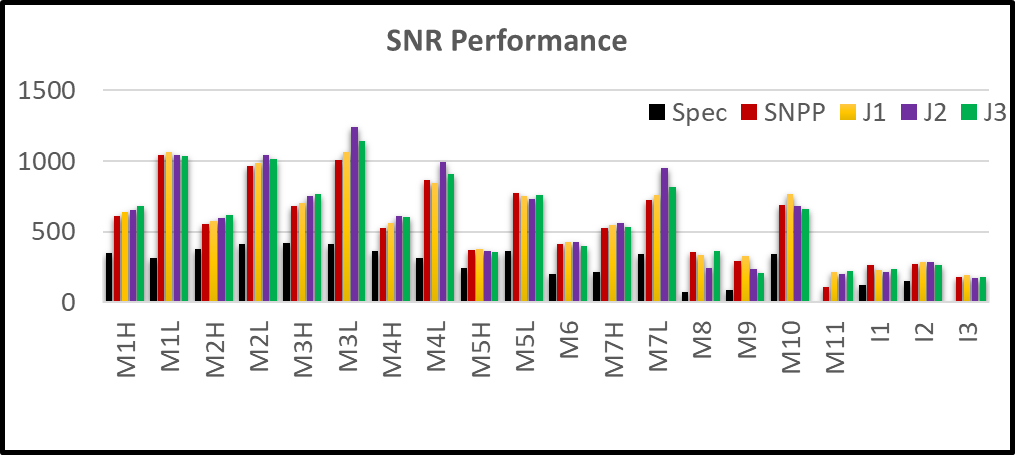 SNR Performance
1500
Spec SNPP J1 J2 J3
1000
500
0
M1H M1L M2H M2L M3H M3L M4H M4L M5H M5L M6 M7H M7L M8 M9 M10 M11 I1 I2 I3